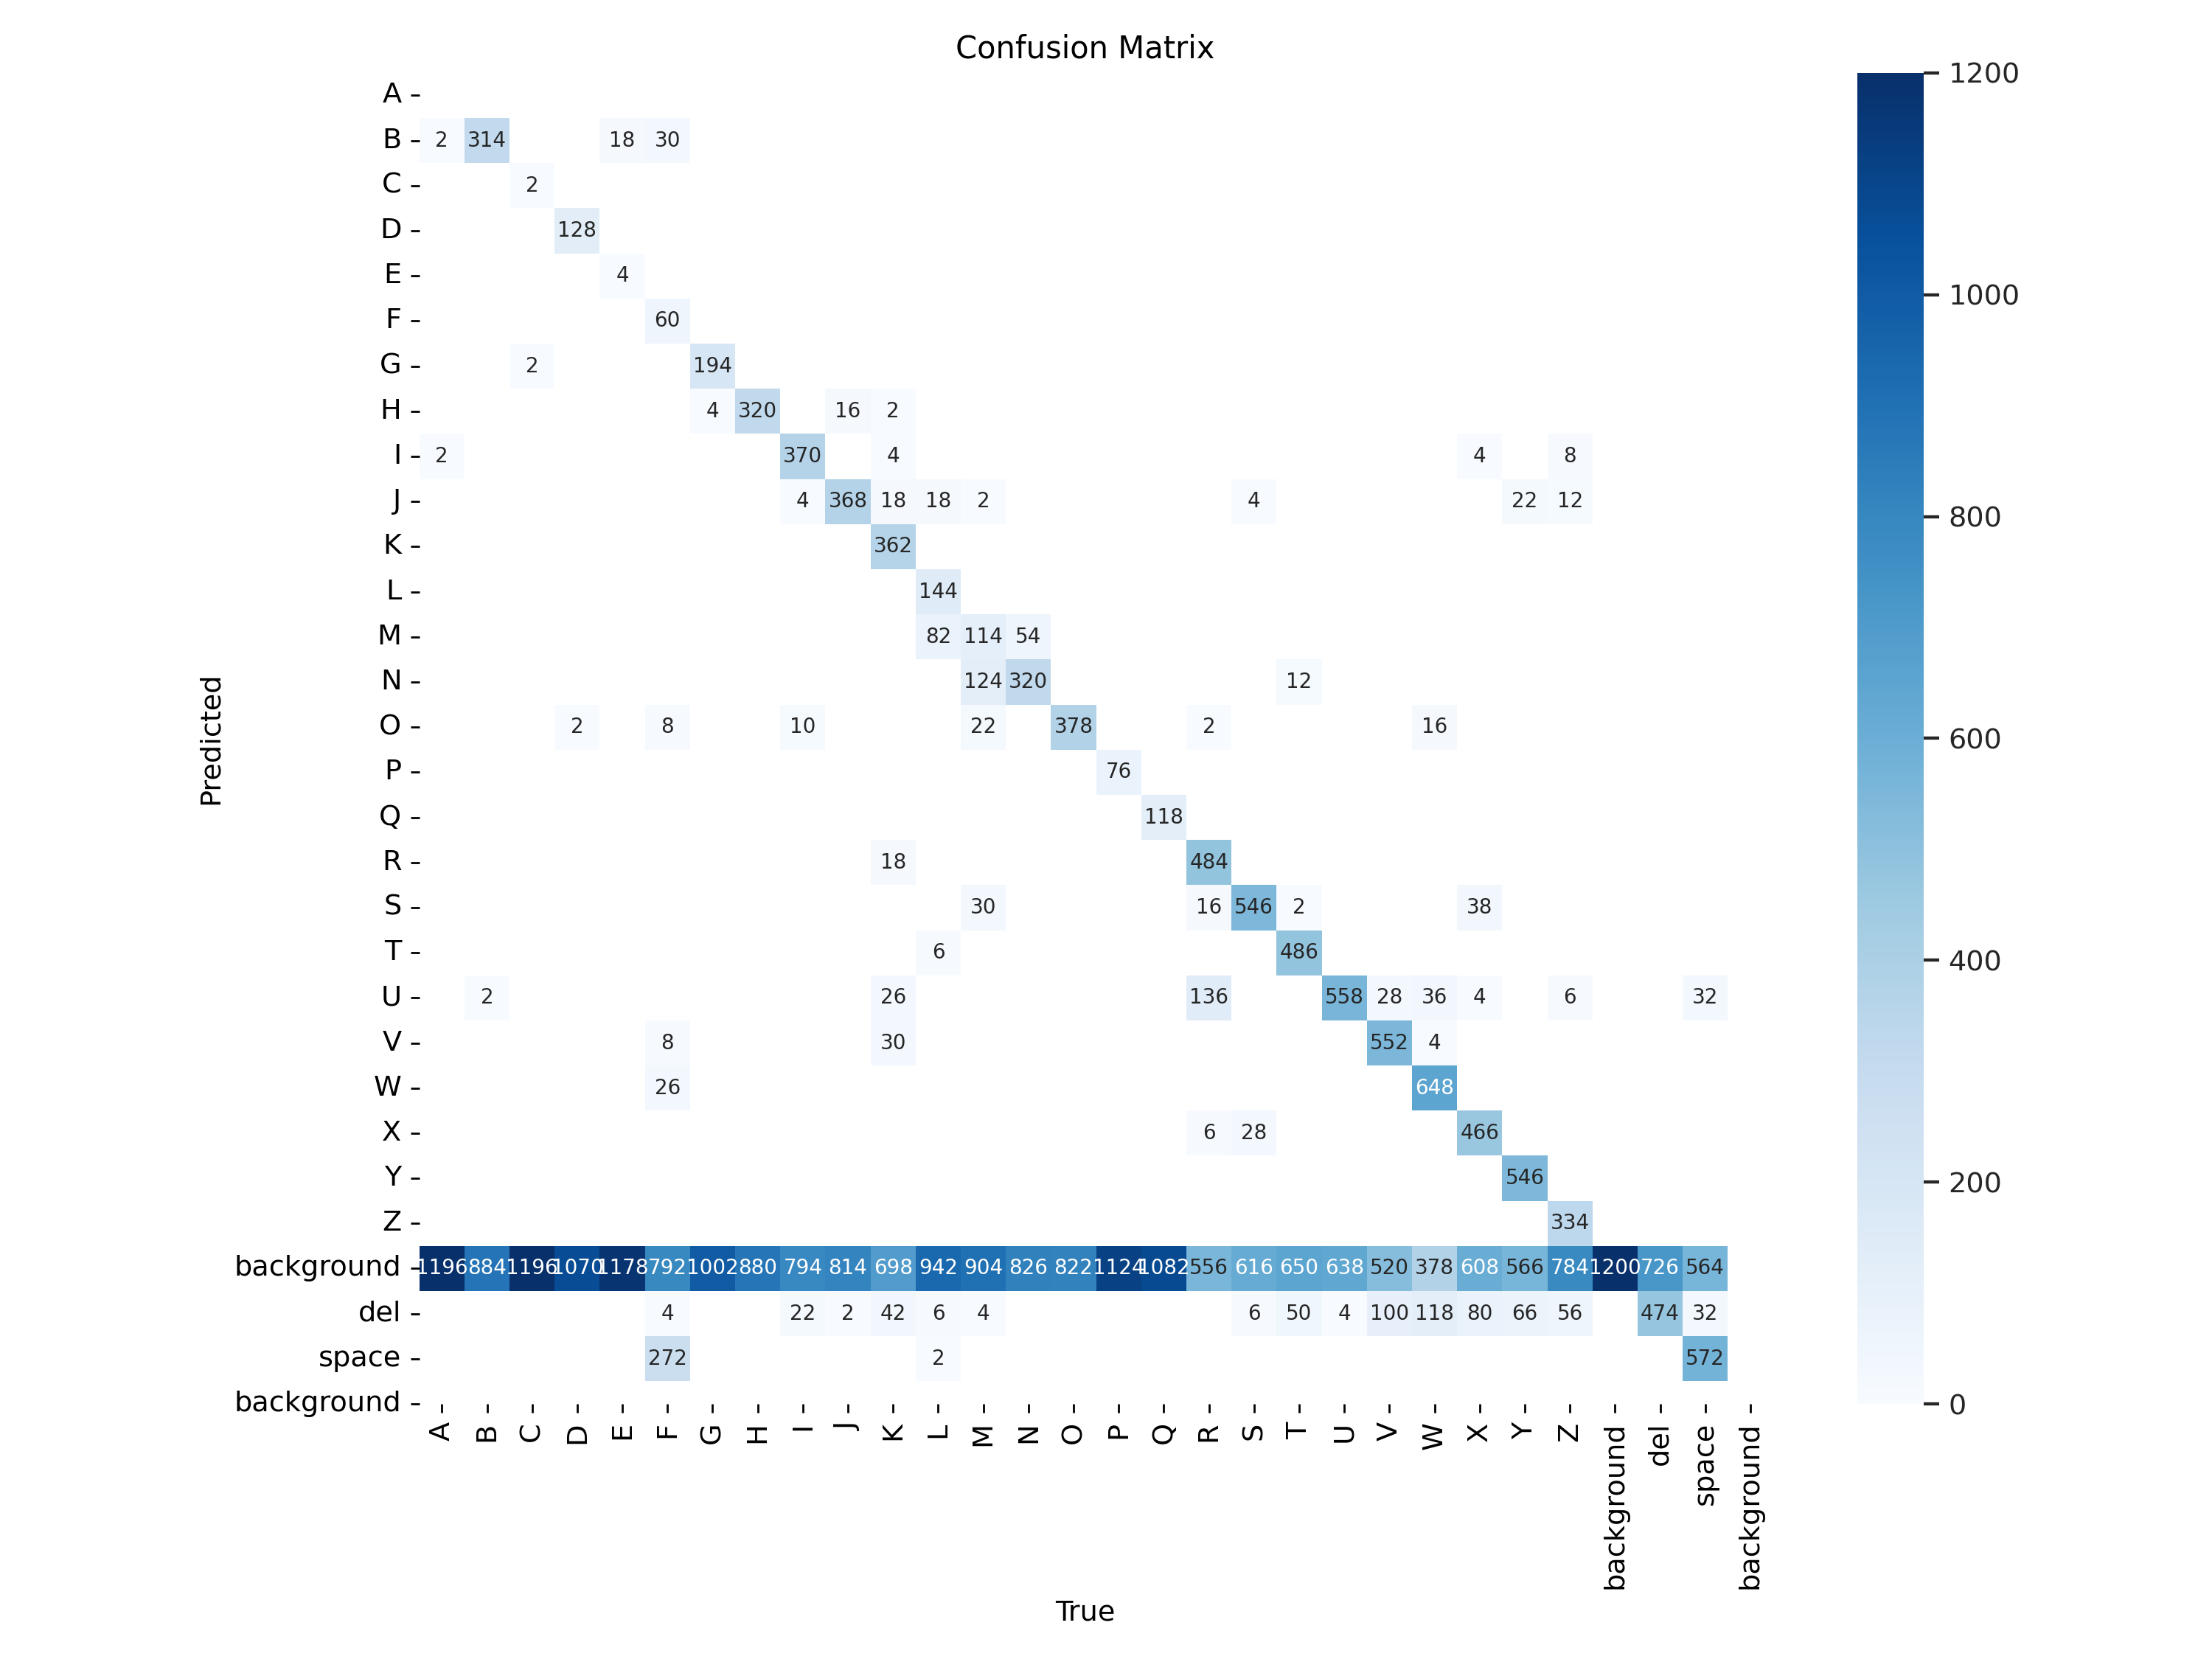 Confusion Matrix
A
B 2 314 18 30
C 2
D 128
E 4
F 60
G 2 194
H 4 320 16 2
I 2 370 4 4 8
J 4 368 18 18 2 4 22 12
K 362
L 144
M 82 114 54
N 124 320 12
O 2 8 10 22 378 2 16
P 76
Q 118
R 18 484
S 30 16 546 2 38
T 6 486
U 2 26 136 558 28 36 4 6 32
V 8 30 552 4
W 26 648
X 6 28 466
Y 546
Z 334
background 1196 884 1196 1070 1178 792 1002 880 794 814 698 942 904 826 822 1124 1082 556 616 650 638 520 378 608 566 784 1200 726 564
del 4 22 2 42 6 4 6 50 4 100 118 80 66 56 474 32
space 272 2 572
background
A B C D E F G H I J K L M N O P Q R S T U V W X Y Z background del space background
True
Predicted
1200
1000
800
600
400
200
0